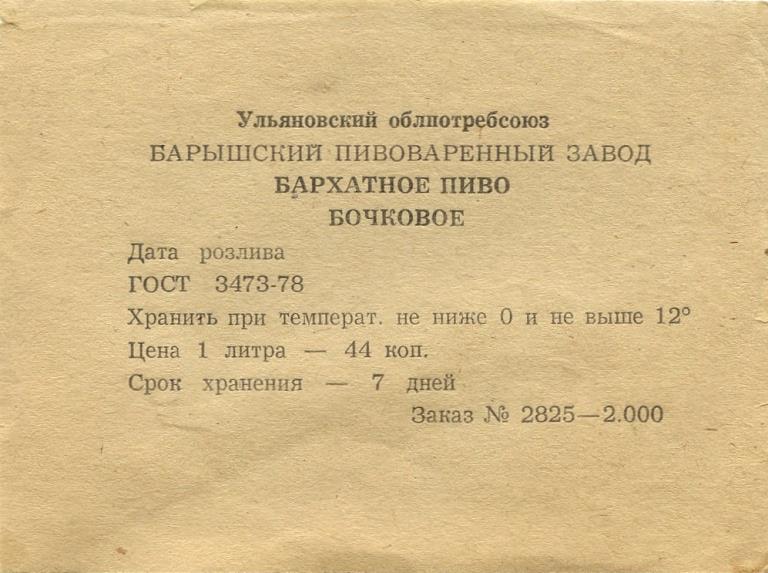 Ульяновский облпотребсоюз
БАРЫШСКИЙ ПИВОВАРЕННЫЙ ЗАВОД
БАРХАТНОЕ ПИВО
БОЧКОВОЕ
Дата розлива
ГОСТ 3473-78
Хранить при температ. не ниже 0 и не выше 12°
Цена 1 литра — 44 коп.
Срок хранения — 7 дней
Заказ № 2825—2.000